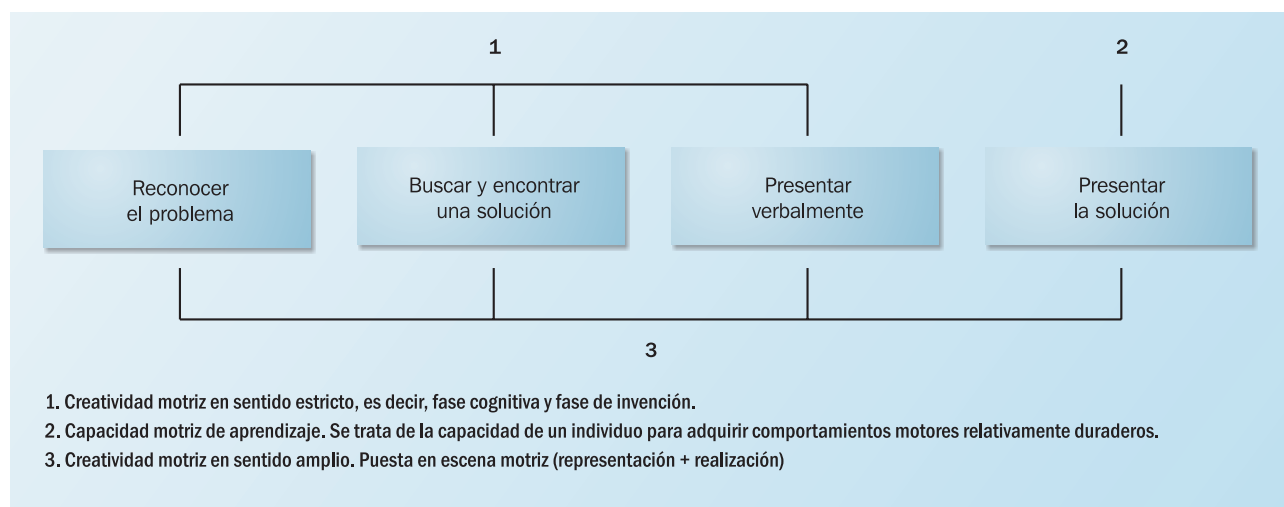 1
2
Reconocer
el problema
Buscar y encontrar
una solución
Presentar
verbalmente
Presentar
la solución
3
1. Creatividad motriz en sentido estricto, es decir, fase cognitiva y fase de invención.
2. Capacidad motriz de aprendizaje. Se trata de la capacidad de un individuo para adquirir comportamientos motores relativamente duraderos.
3. Creatividad motriz en sentido amplio. Puesta en escena motriz (representación + realización)